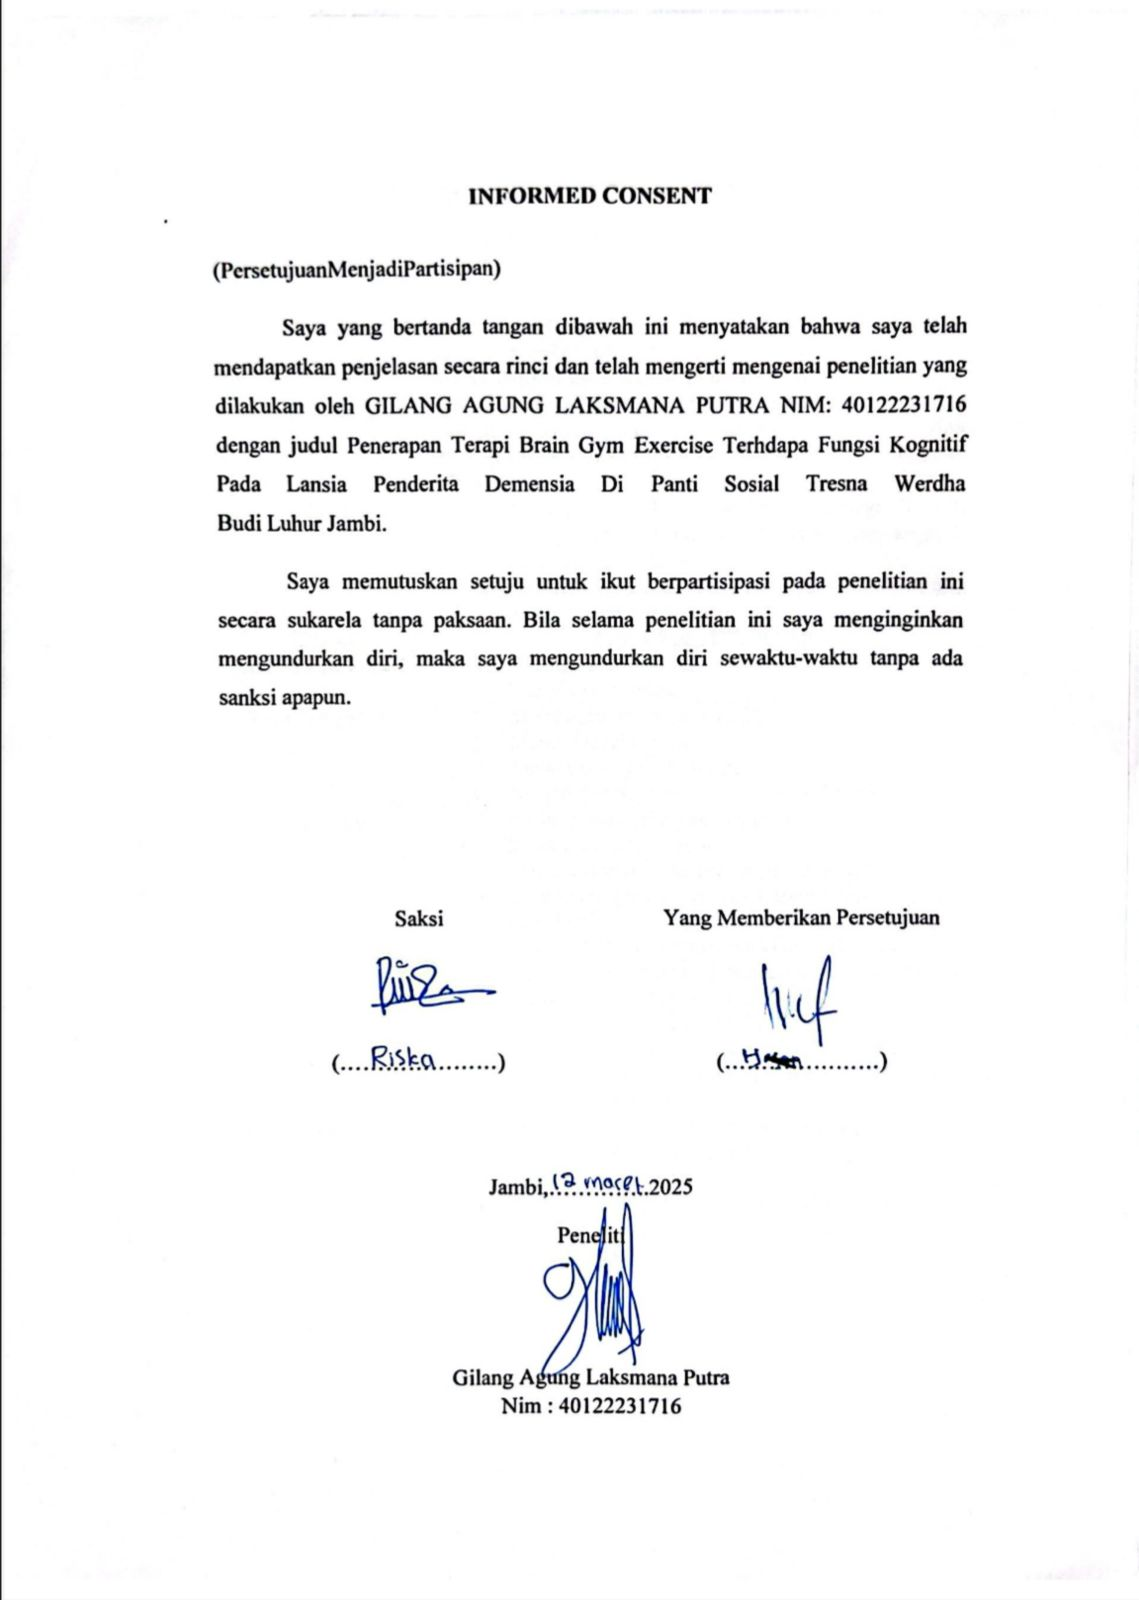 INFORMED CONSENT
(PersetujuanMenjadiPartisipan)
Saya yang bertanda tangan dibawah ini menyatakan bahwa saya telah
mendapatkan penjelasan secara rinci dan telah mengerti mengenai penelitian yang
dilakukan oleh GILANG AGUNG LAKSMANA PUTRA NIM: 40122231716
dengan judul Penerapan Terapi Brain Gym Exercise Terhdapa Fungsi Kognitif
Pada Lansia Penderita Demensia Di Panti Sosial Tresna Werdha
Budi Luhur Jambi.
Saya memutuskan setuju untuk ikut berpartisipasi pada penelitian ini
secara sukarela tanpa paksaan. Bila selama penelitian ini saya menginginkan
mengundurkan diri, maka saya mengundurkan diri sewaktu-waktu tanpa ada
sanksi apapun.
Saksi Yang Memberikan Persetujuan
(....Riska.........) (...............)
Jambi, 12 maret 2025
Peneliti
Gilang Agung Laksmana Putra
Nim : 40122231716